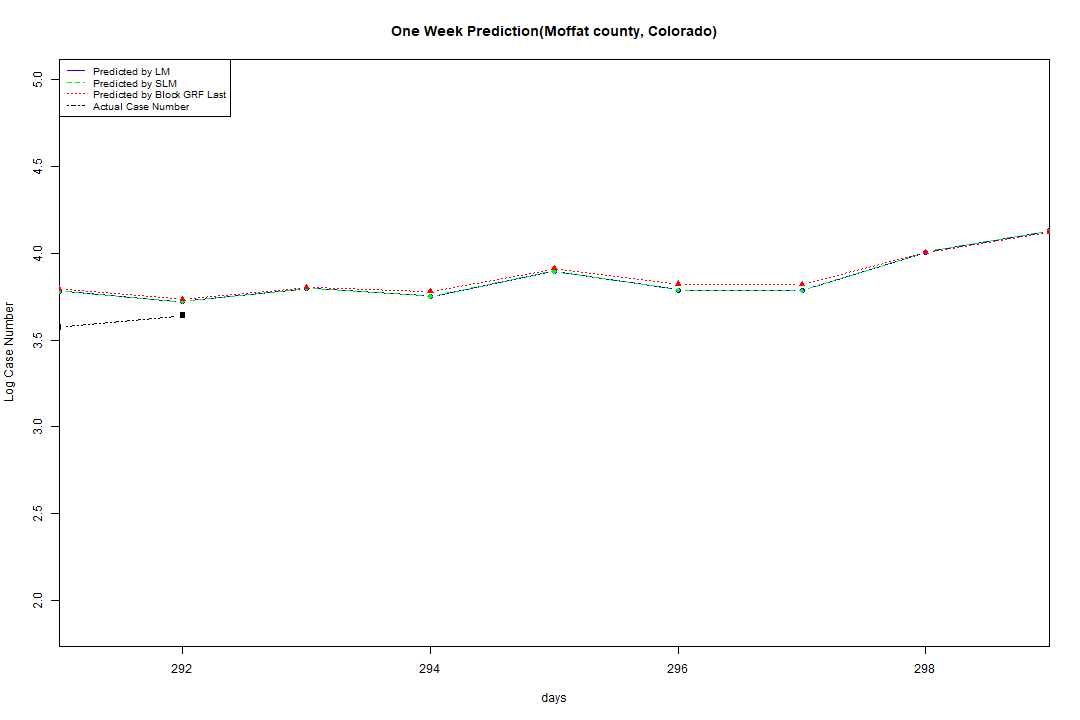 One Week Prediction(Moffat county, Colorado)
Predicted by LM
Predicted by SLM
Predicted by Block GRF Last
Actual Case Number
5.0
4.5
4.0
3.5
3.0
2.5
2.0
Log Case Number
292
294
296
298
days